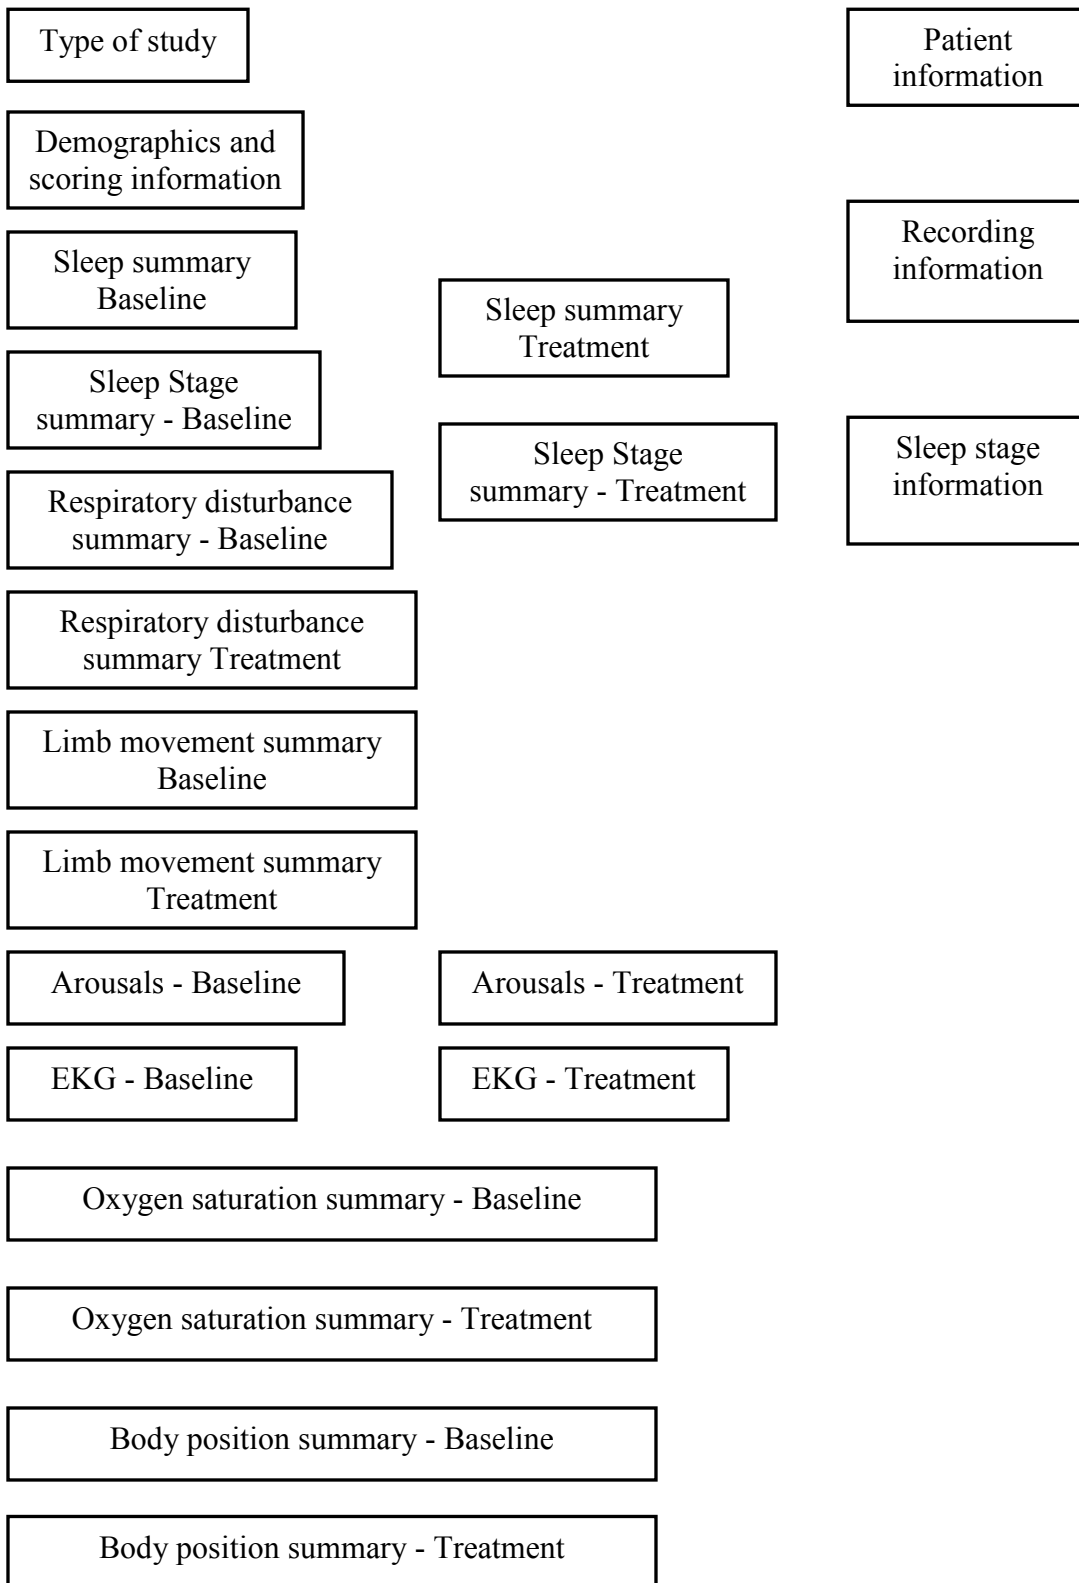 Type of study
Patient
information
Demographics and
scoring information
Recording
information
Sleep summary
Baseline
Sleep summary
Treatment
Sleep Stage
summary - Baseline
Sleep Stage
summary - Treatment
Sleep stage
information
Respiratory disturbance
summary - Baseline
Respiratory disturbance
summary Treatment
Limb movement summary
Baseline
Limb movement summary
Treatment
Arousals - Baseline
Arousals - Treatment
EKG - Baseline
EKG - Treatment
Oxygen saturation summary - Baseline
Oxygen saturation summary - Treatment
Body position summary - Baseline
Body position summary - Treatment